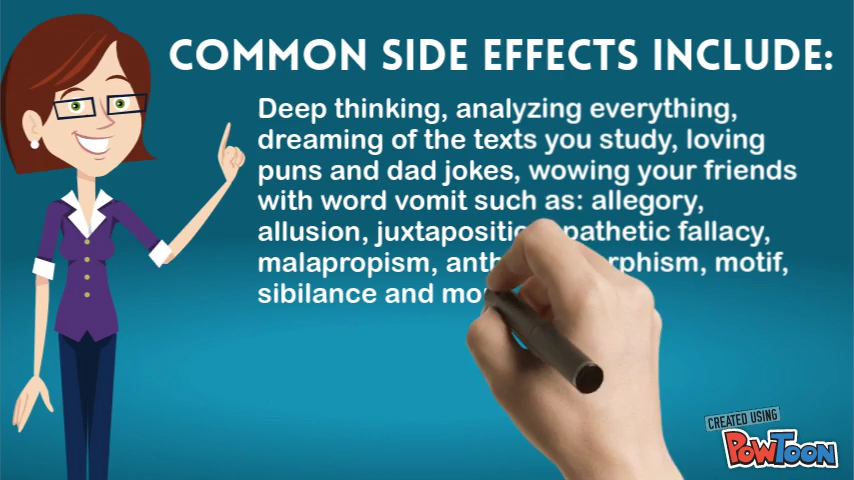 COMMON SIDE EFFECTS INCLUDE:
Deep thinking, analyzing everything,
dreaming of the texts you study, loving
puns and dad jokes, wowing your friends
with word vomit such as: allegory,
allusion, pathetic fallacy,
malapropism, motif,
sibilance and
CREATED USING
POWTOON